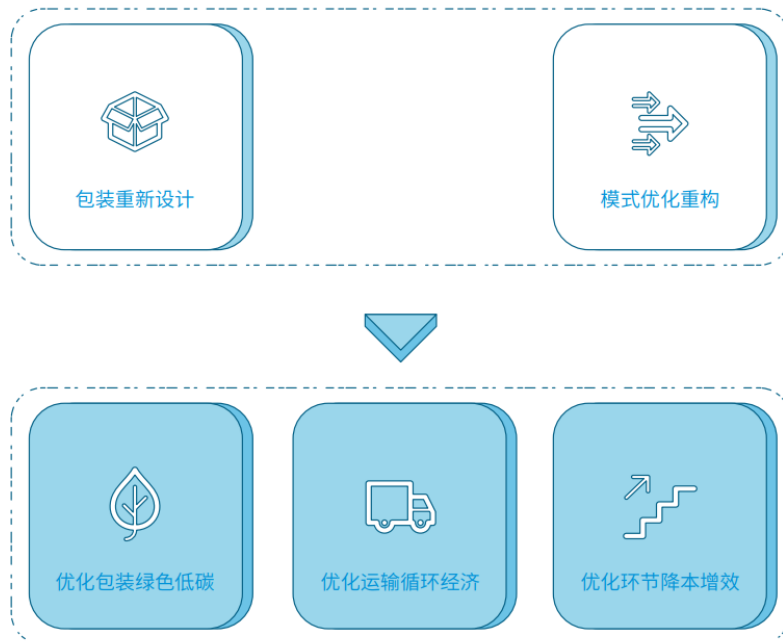 包装重新设计
模式优化重构
优化包装绿色低碳
优化运输循环经济
优化环节降本增效